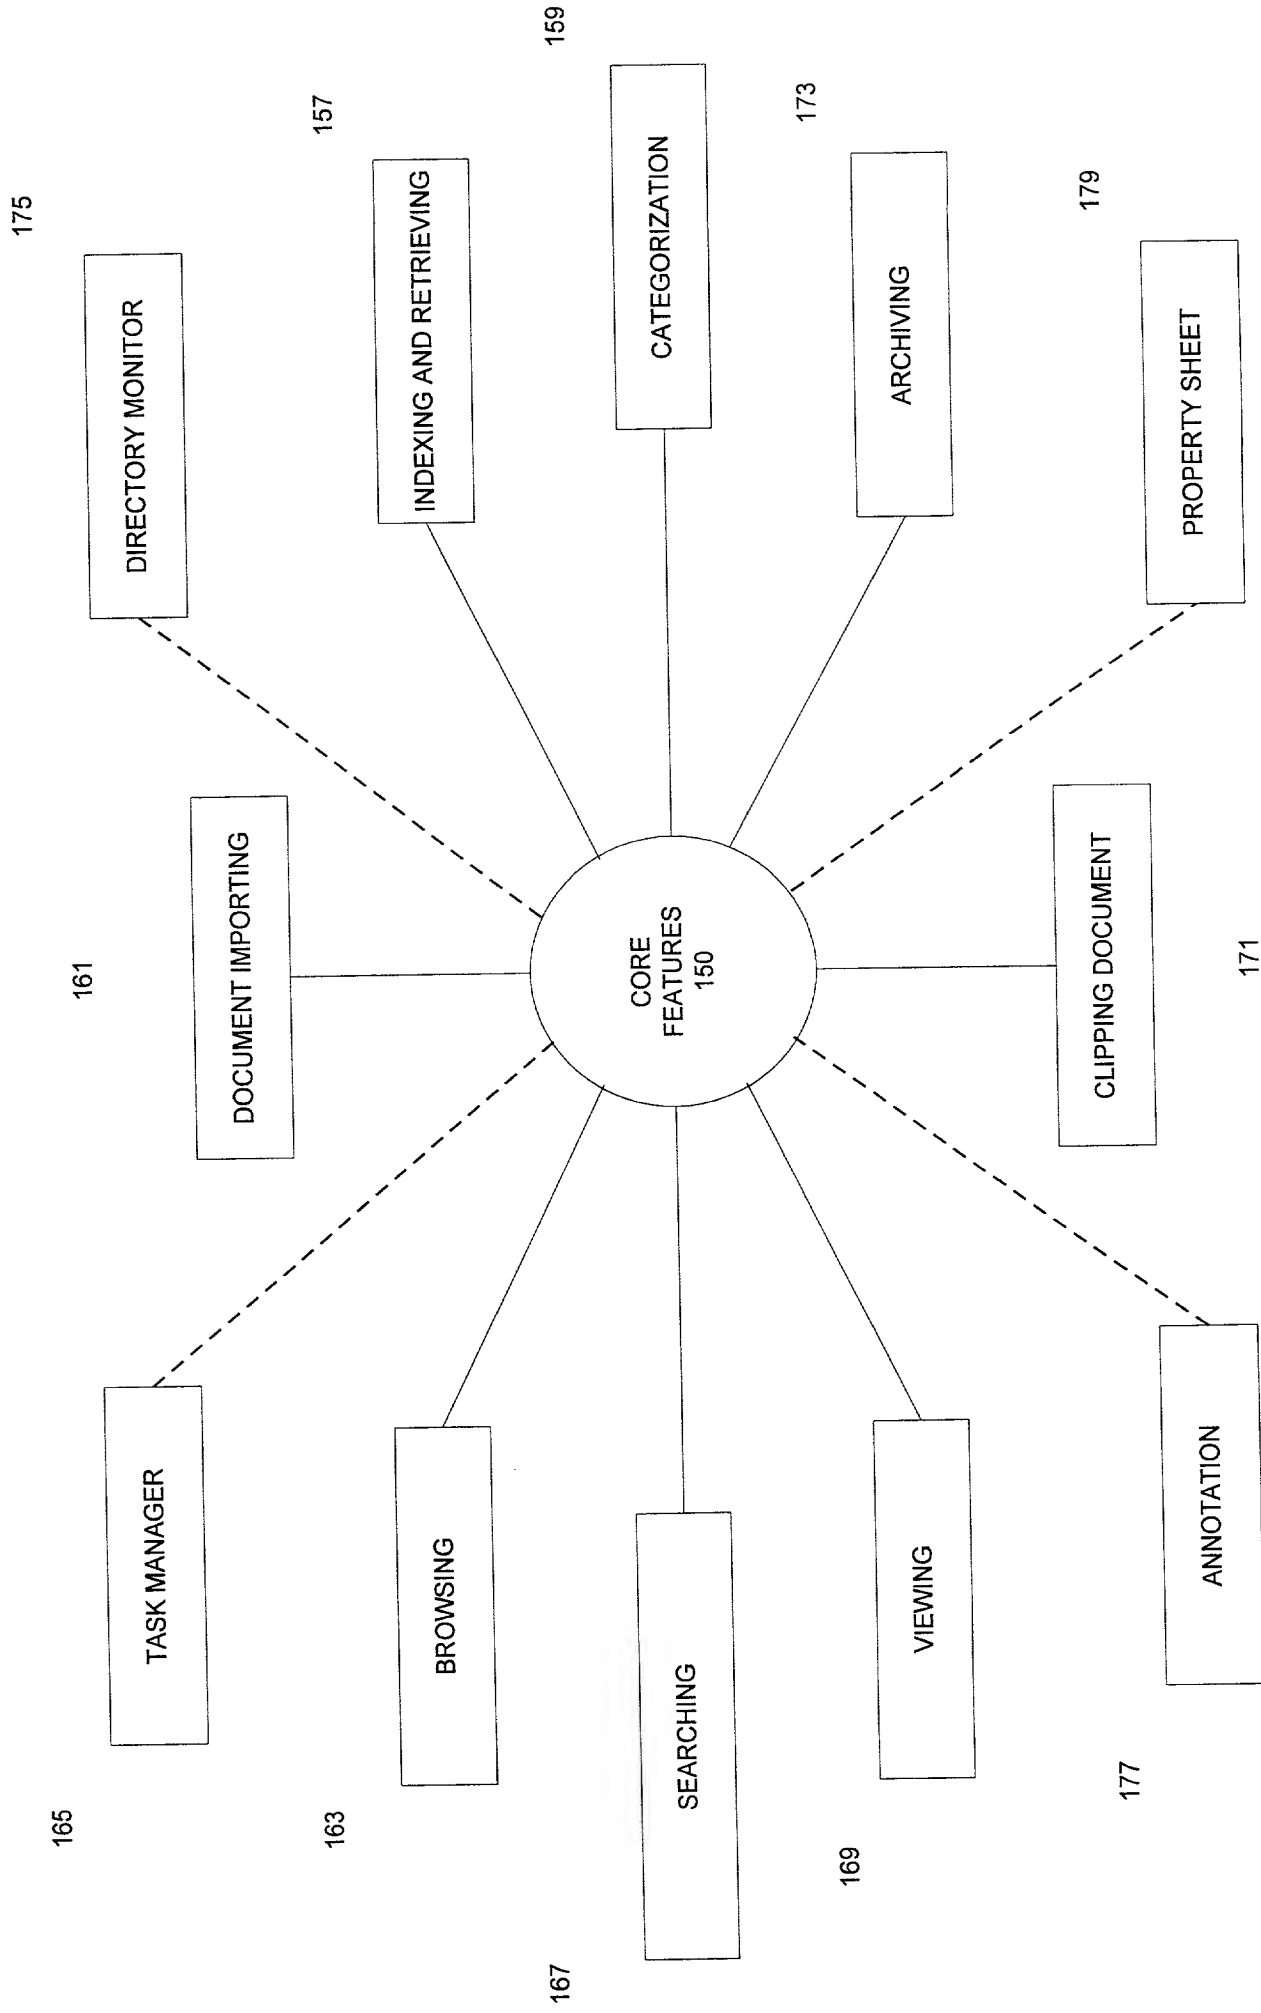 165
TASK MANAGER
161
DOCUMENT IMPORTING
175
DIRECTORY MONITOR
163
BROWSING
157
INDEXING AND RETRIEVING
167
SEARCHING
CORE
FEATURES
150
159
CATEGORIZATION
169
VIEWING
173
ARCHIVING
177
ANNOTATION
CLIPPING DOCUMENT
171
179
PROPERTY SHEET